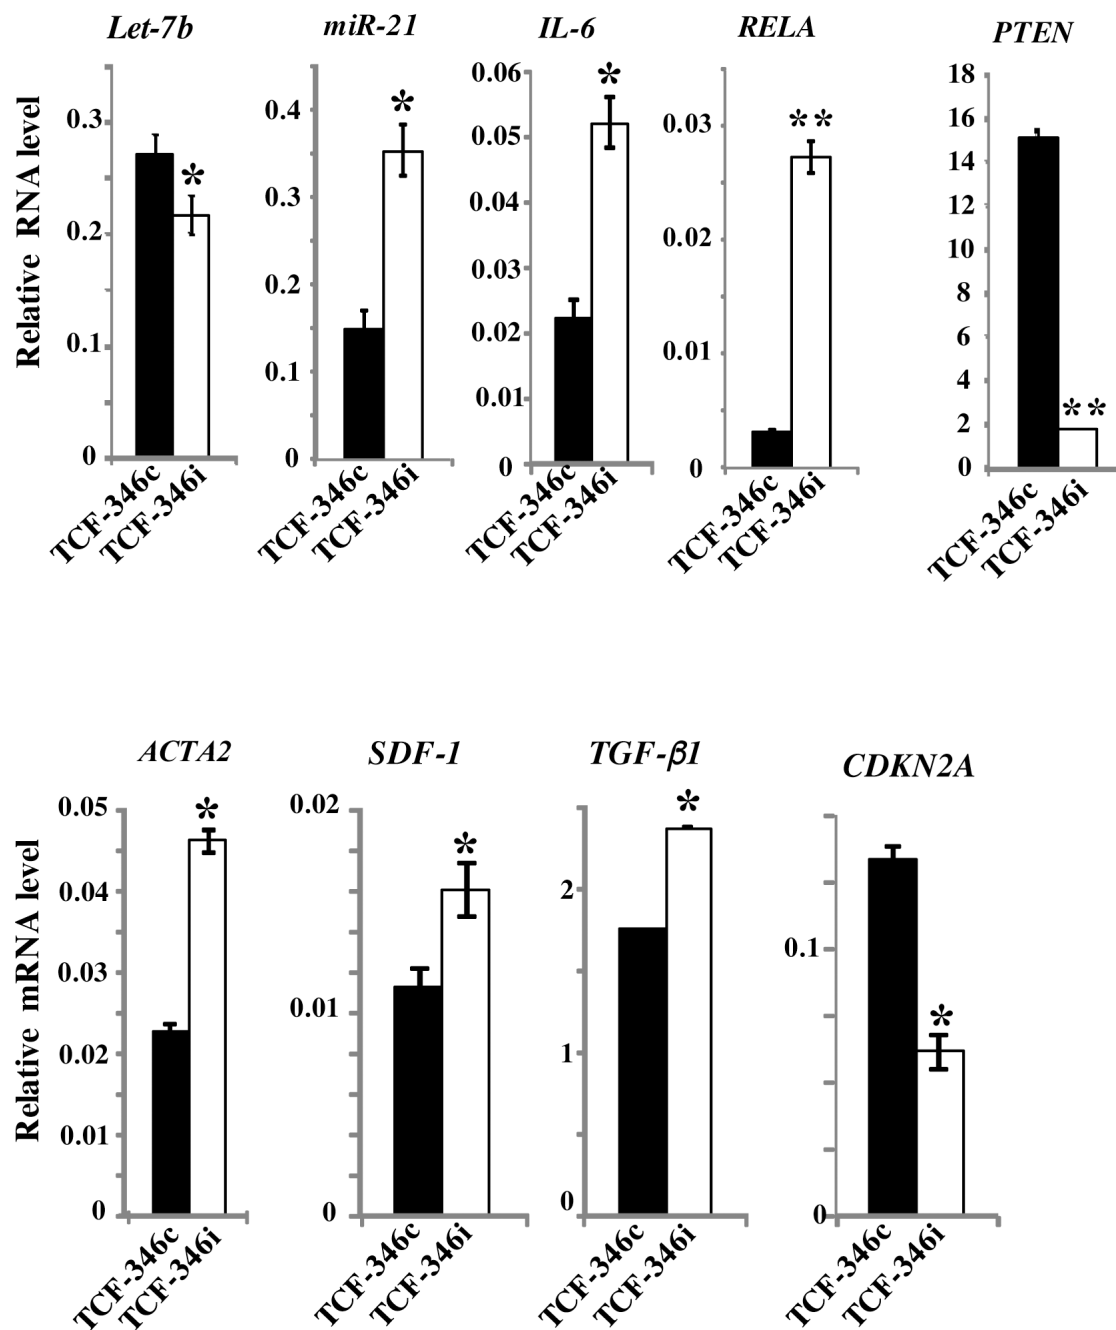 Let-7b miR-21 IL-6 RELA PTEN
Relative RNA level
0.3
0.2
0.1
0
* 
TCF-346c
TCF-346i
0.4
0.3
0.2
0.1
0
*
TCF-346c
TCF-346i
0.06
0.05
0.04
0.03
0.02
0.01
0
*
TCF-346c
TCF-346i
0.03
0.02
0.01
0
**
TCF-346c
TCF-346i
18
16
14
12
10
8
6
4
2
0
**
TCF-346c
TCF-346i
ACTA2 SDF-1 TGF-β1 CDKN2A
Relative mRNA level
0.05
0.04
0.03
0.02
0.01
0
*
TCF-346c
TCF-346i
0.02
0.01
0
*
TCF-346c
TCF-346i
2
1
0
*
TCF-346c
TCF-346i
0.1
0
*
TCF-346c
TCF-346i